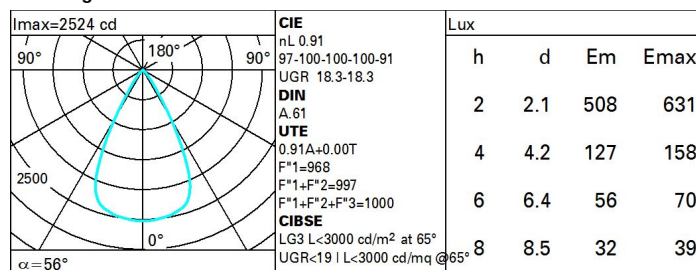 Imax=2524 cd
90° 180° 90°
2500
0°
α=56°
CIE
nL 0.91
97-100-100-100-91
UGR 18.3-18.3
DIN
A.61
UTE
0.91A+0.00T
F"1=968
F"1+F"2=997
F"1+F"2+F"3=1000
CIBSE
LG3 L<3000 cd/m² at 65°
UGR<19 | L<3000 cd/mq @65°
Lux
h d Em Emax
2 2.1 508 631
4 4.2 127 158
6 6.4 56 70
8 8.5 32 39